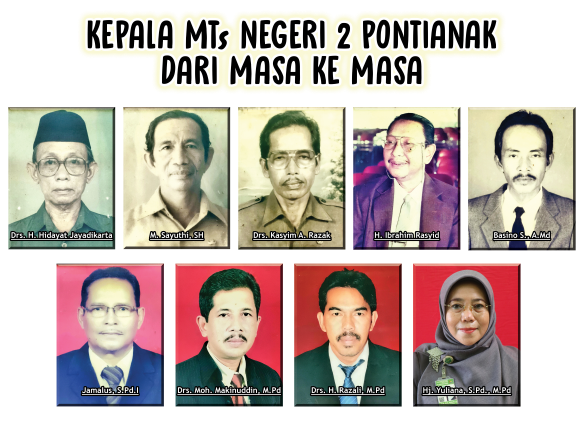 KEPALA MTs NEGERI 2 PONTIANAK
DARI MASA KE MASA
Drs. H. Hidayat Jayadikarta
M. Sayuthi,SH
Drs. Kasyim A. Razak
H. Ibrahim Rasyid
Basino S., A.Md
Jamalus, S.Pd.I
Drs. Moh. Makinuddin, M.Pd
Drs. H. Razali, M.Pd
Hj. Yuliana, S.Pd., M.Pd